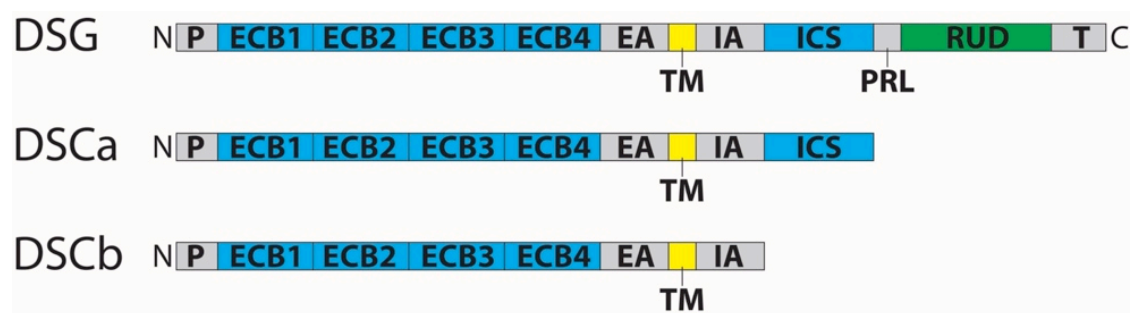 DSG N P ECB1 ECB2 ECB3 ECB4 EA IA ICS RUD T C
TM PRL
DSCa N P ECB1 ECB2 ECB3 ECB4 EA IA ICS
TM
DSCb N P ECB1 ECB2 ECB3 ECB4 EA IA
TM